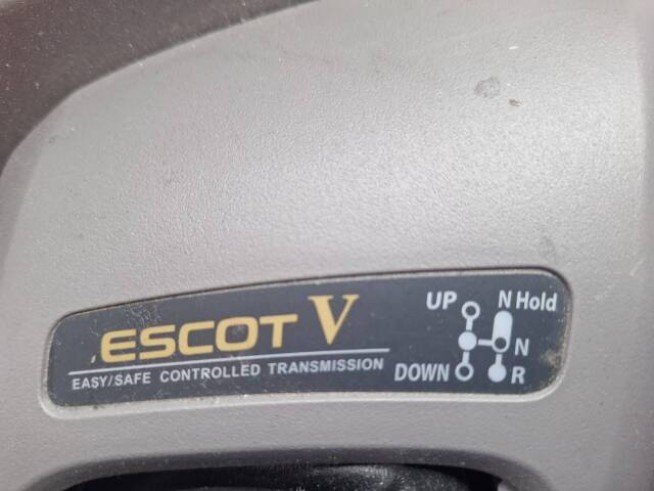 ESCOT V
EASY/SAFE CONTROLLED TRANSMISSION
UP N Hold
N
DOWN R